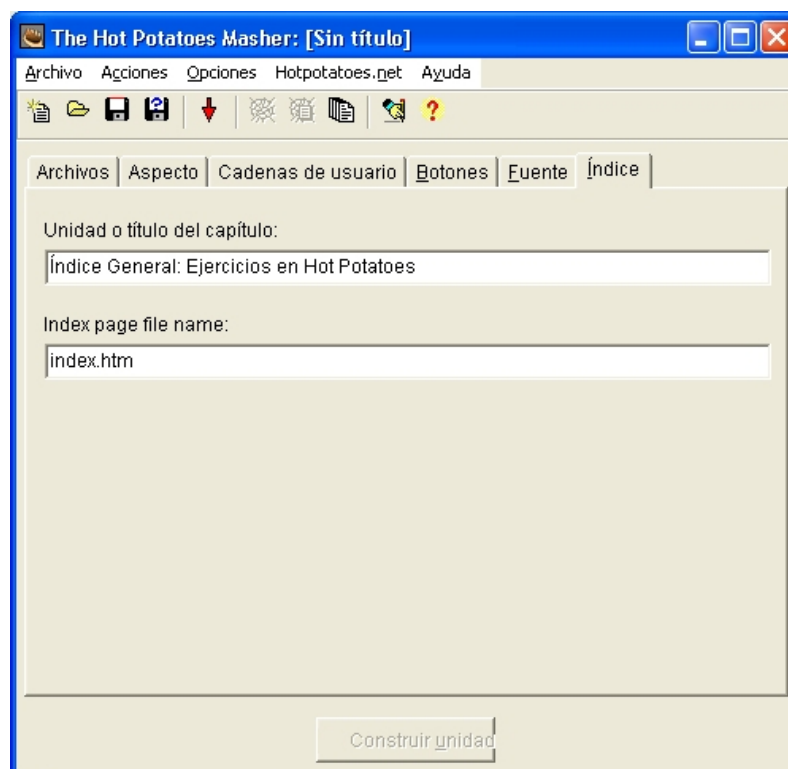 The Hot Potatoes Masher: [Sin título]
Archivo Acciones Opciones Hotpotatoes.net Ayuda
Archivos Aspecto Cadenas de usuario Botones Fuente Índice
Unidad o título del capítulo:
Índice General: Ejercicios en Hot Potatoes
Index page file name:
index.htm
Construir unidad